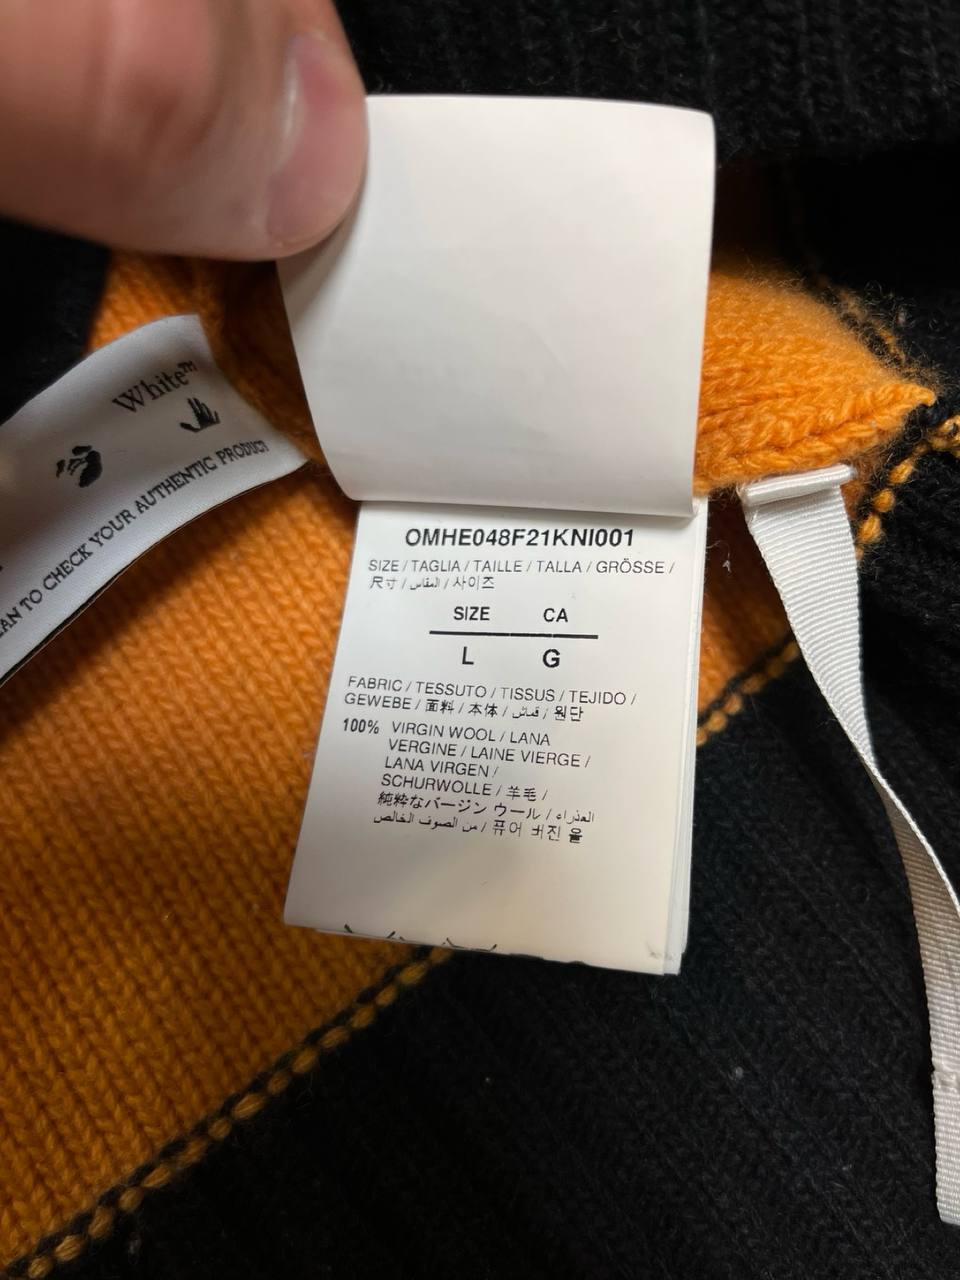 White™
AN TO CHECK YOUR AUTHENTIC PRODUCT
OMHE048F21KNI001
SIZE / TAGLIA / TAILLE / TALLA / GRÖSSE /
尺寸 / المقاس / 사이즈
SIZE CA
L G
FABRIC / TESSUTO / TISSUS / TEJIDO /
GEWEBE / 面料 / 本体 / قماش / 원단
100% VIRGIN WOOL / LANA
VERGINE / LAINE VIERGE /
LANA VIRGEN /
SCHURWOLLE / 羊毛 /
純粋なバージン ウール / العذراء
من الصوف الخالص / 퓨어 버진 울